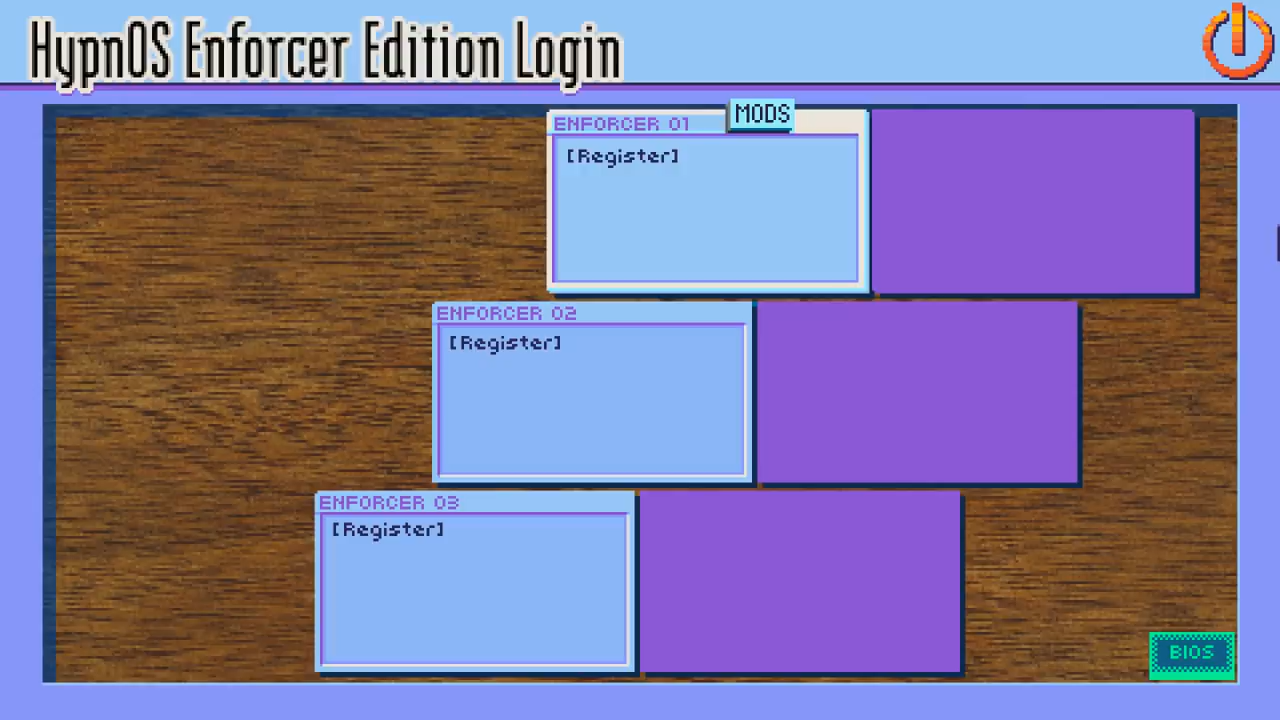 HypnOS Enforcer Edition Login
MODS
ENFORCER 01
[Register]
ENFORCER 02
[Register]
ENFORCER 03
[Register]
BIOS